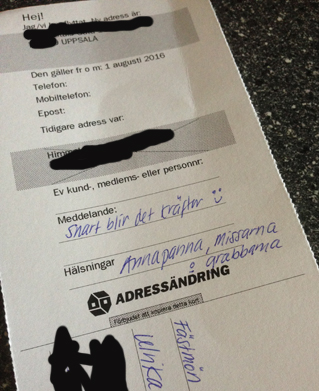 Hej!
Jag/vi har flyttat. Ny adress är:
UPPSALA
Den gäller fr o m: 1 augusti 2016
Telefon:
Mobiltelefon:
Epost:
Tidigare adress var:
Himmel
Ev kund-, medlems- eller personnr:
Meddelande:
Snart blir det kräftor
Hälsningar Annapanna, Missarna
o grabbarna
ADRESSÄNDRING
Förbjudet att kopiera detta kort
Fästmön
Ulrika